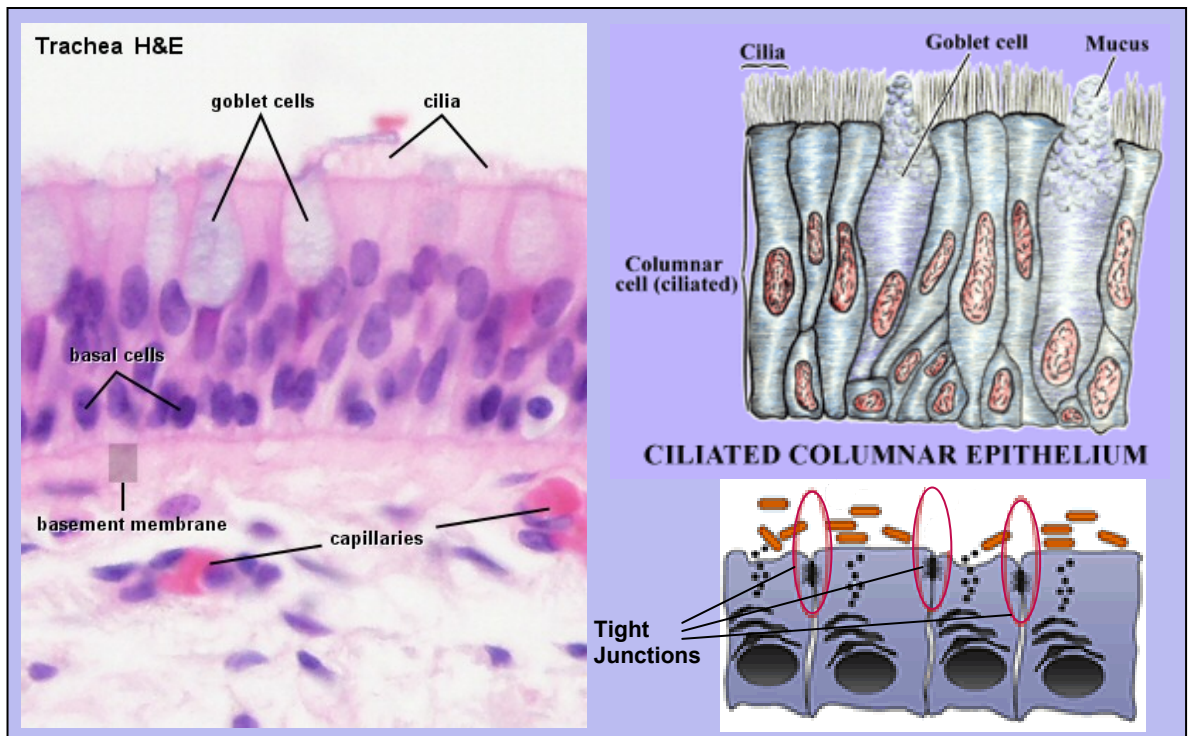 Trachea H&E
goblet cells
cilia
basal cells
basement membrane
capillaries
Cilia
Goblet cell
Mucus
Columnar
cell (ciliated)
CILIATED COLUMNAR EPITHELIUM
Tight
Junctions